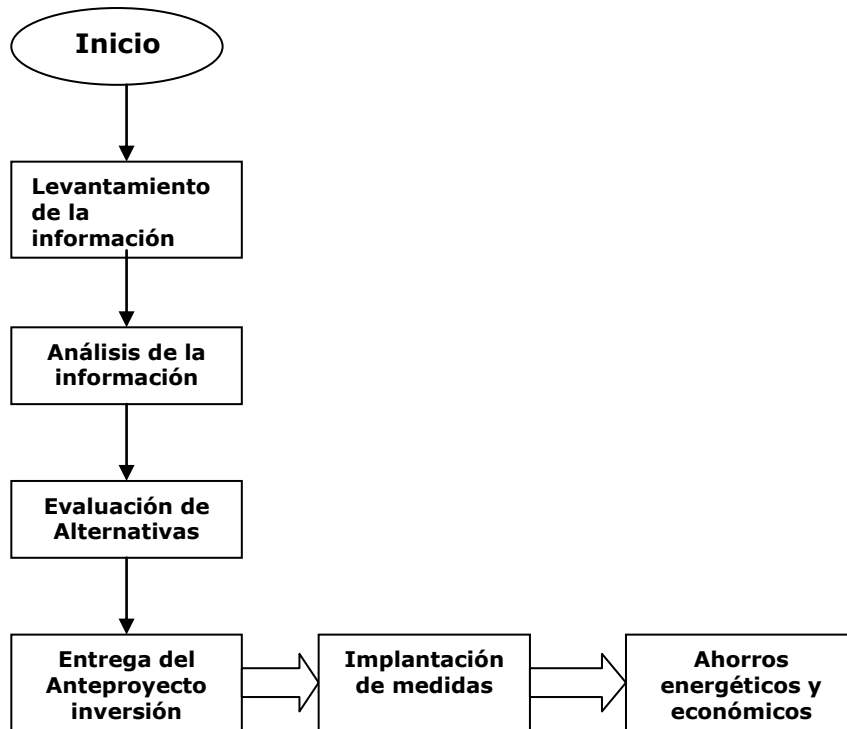 Inicio
Levantamiento
de la
información
Análisis de la
información
Evaluación de
Alternativas
Entrega del
Anteproyecto
inversión
Implantación
de medidas
Ahorros
energéticos y
económicos